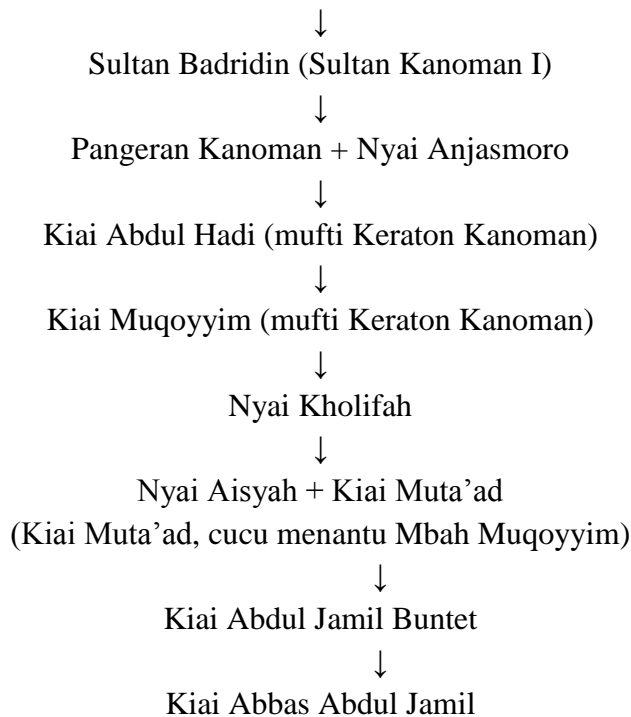 ↓
Sultan Badridin (Sultan Kanoman I)
↓
Pangeran Kanoman + Nyai Anjasmoro
↓
Kiai Abdul Hadi (mufti Keraton Kanoman)
↓
Kiai Muqoyyim (mufti Keraton Kanoman)
↓
Nyai Kholifah
↓
Nyai Aisyah + Kiai Muta’ad
(Kiai Muta’ad, cucu menantu Mbah Muqoyyim)
↓
Kiai Abdul Jamil Buntet
↓
Kiai Abbas Abdul Jamil